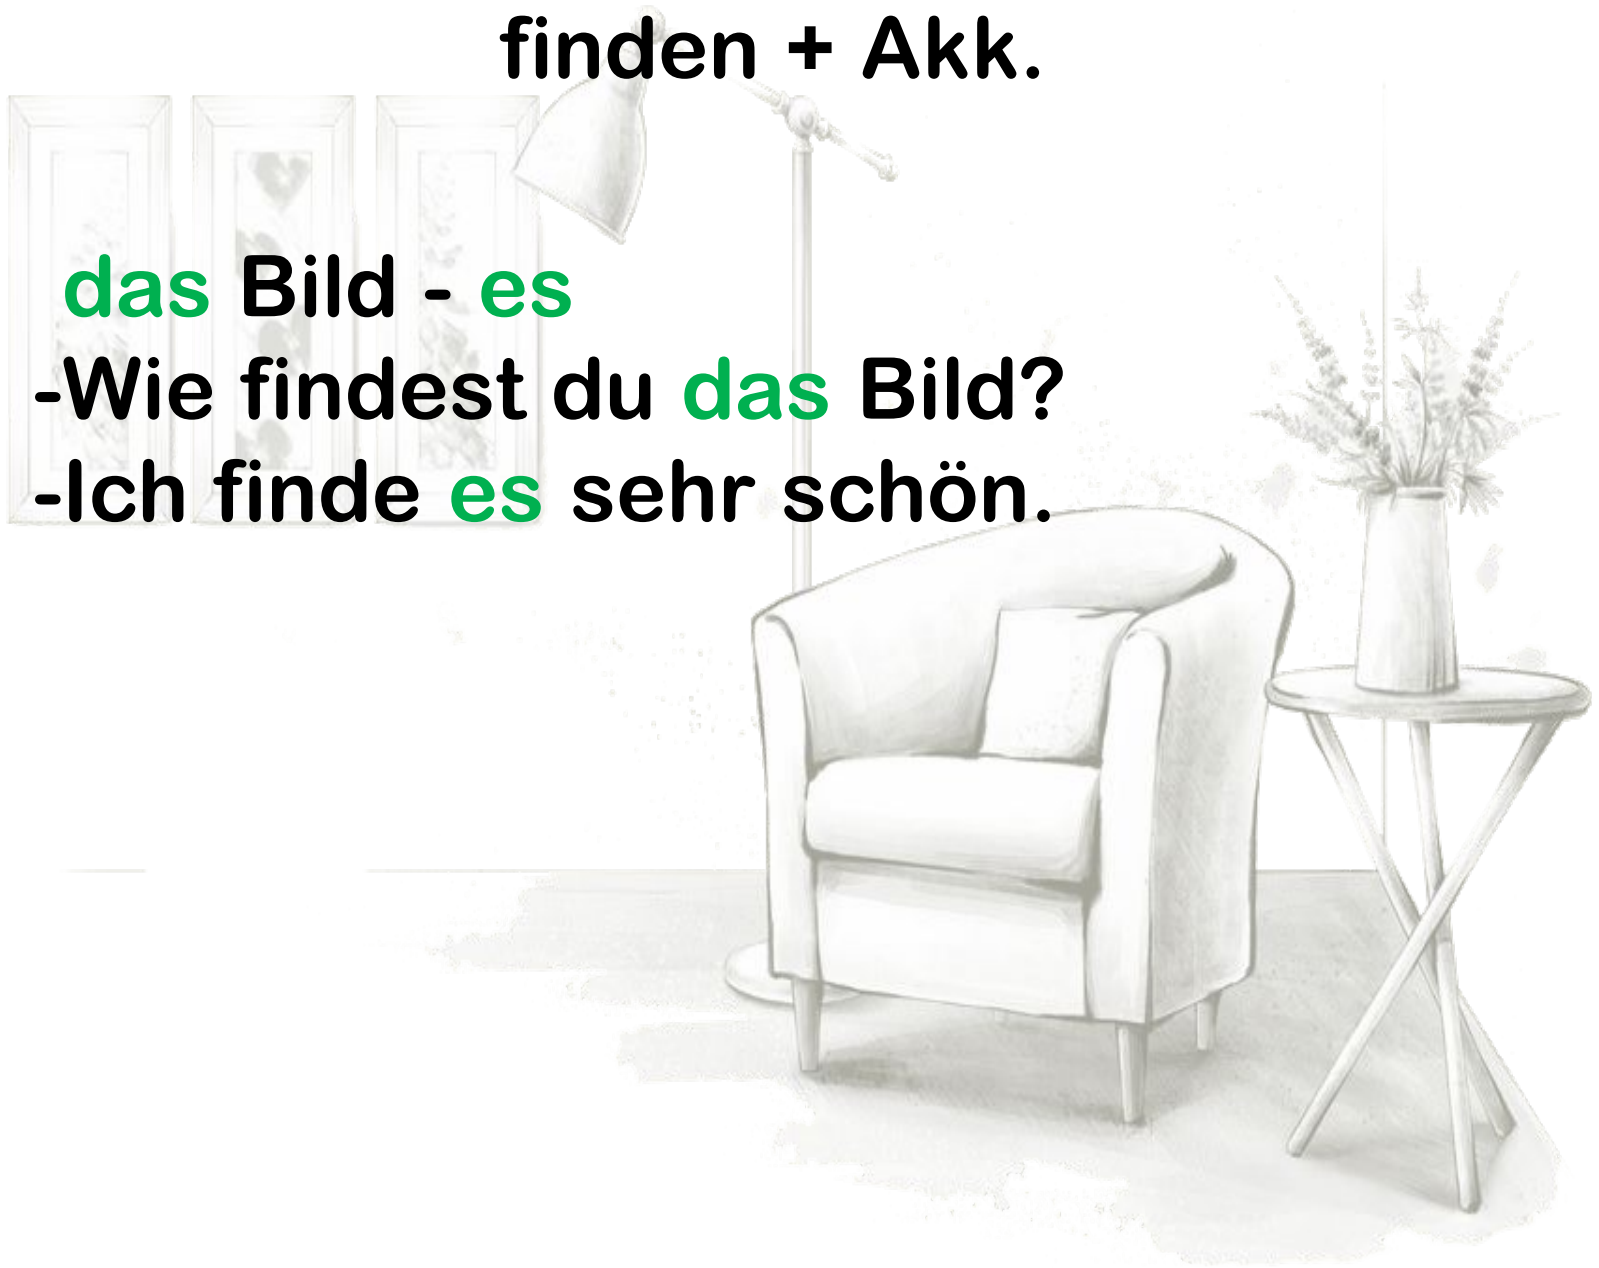 finden + Akk.
das Bild - es
-Wie findest du das Bild?
-Ich finde es sehr schön.